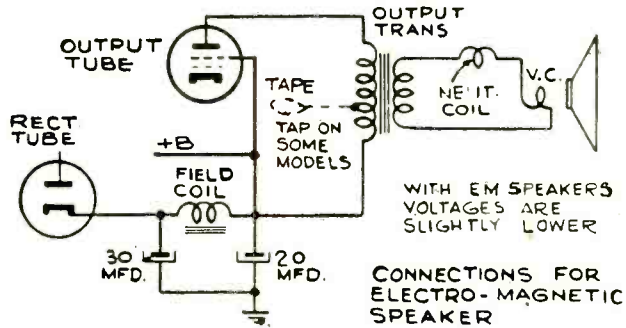 OUTPUT
TRANS
OUTPUT
TUBE
TAPE
TAP ON
SOME
MODELS
NEUT.
COIL
V.C.
RECT
TUBE
+B
FIELD
COIL
WITH EM SPEAKERS
VOLTAGES ARE
SLIGHTLY LOWER
30
MFD.
20
MFD.
CONNECTIONS FOR
ELECTRO-MAGNETIC
SPEAKER